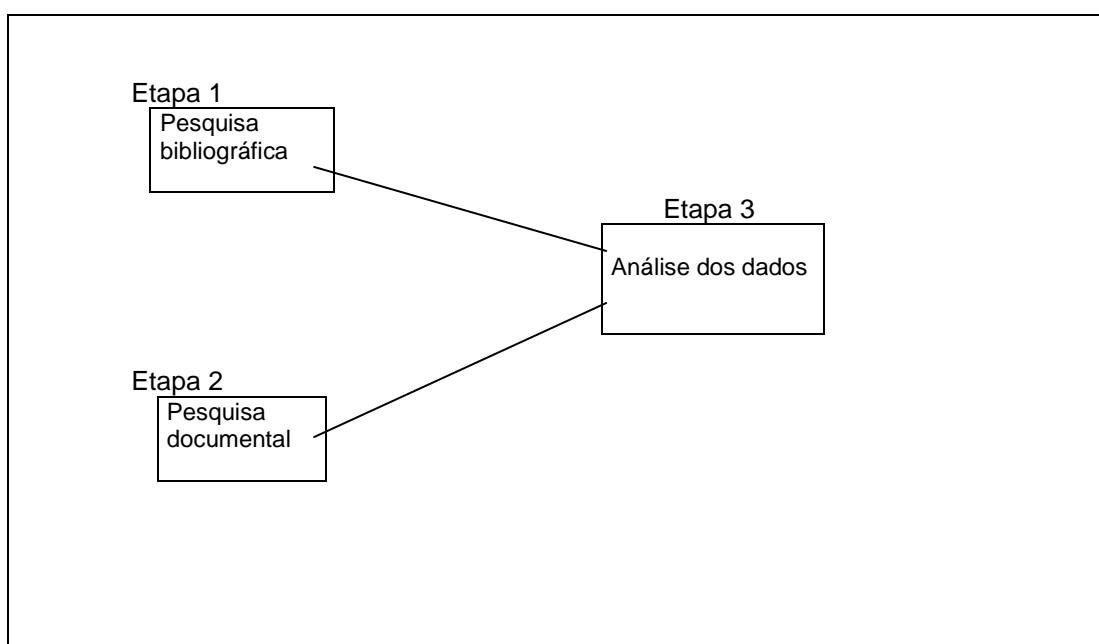 Etapa 1
Pesquisa
bibliográfica
Etapa 3
Análise dos dados
Etapa 2
Pesquisa
documental